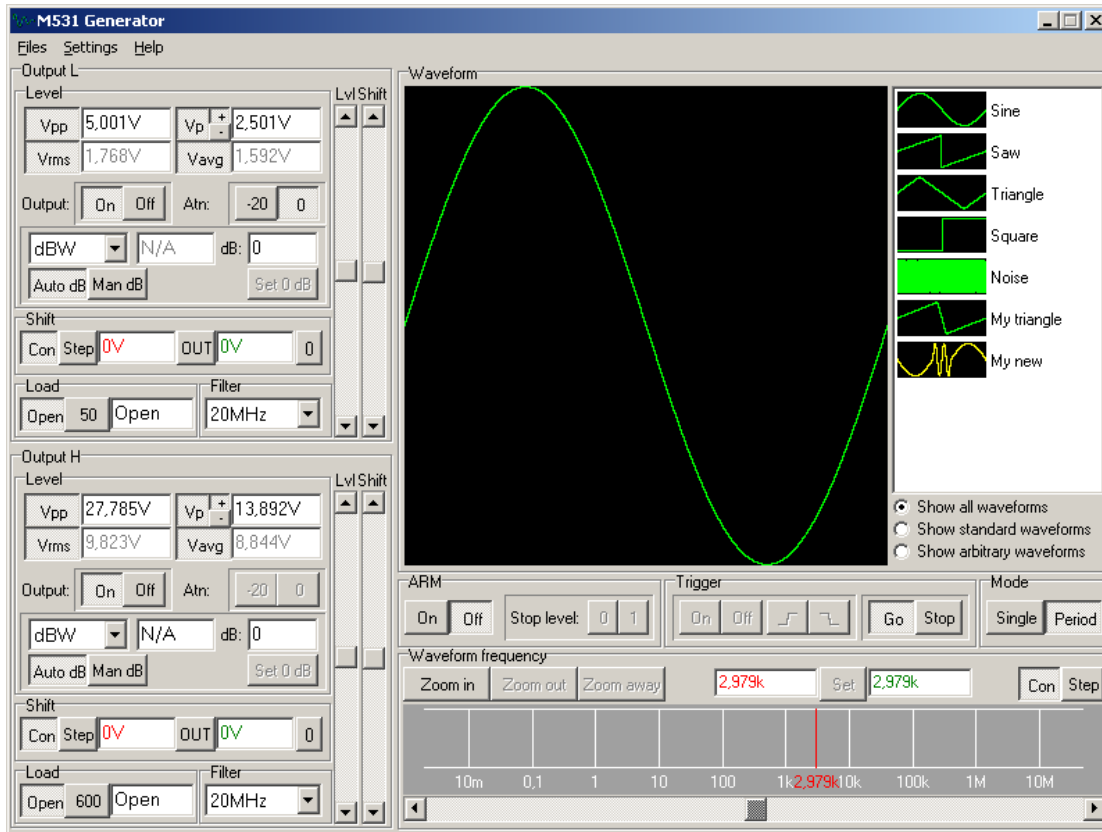 M531 Generator
Files Settings Help
Output L
Level
Lvl Shift
Vpp 5,001V Vp + - 2,501V
Vrms 1,768V Vavg 1,592V
Output: On Off Atn: -20 0
dBW N/A dB: 0
Auto dB Man dB Set 0 dB
Shift
Con Step 0V OUT 0V 0
Load Filter
Open 50 Open 20MHz
Output H
Level
Lvl Shift
Vpp 27,785V Vp + - 13,892V
Vrms 9,823V Vavg 8,844V
Output: On Off Atn: -20 0
dBW N/A dB: 0
Auto dB Man dB Set 0 dB
Shift
Con Step 0V OUT 0V 0
Load Filter
Open 600 Open 20MHz
Waveform
Sine
Saw
Triangle
Square
Noise
My triangle
My new
Show all waveforms
Show standard waveforms
Show arbitrary waveforms
ARM Trigger Mode
On Off Stop level: 0 1 On Off Go Stop Single Period
Waveform frequency
Zoom in Zoom out Zoom away 2,979k Set 2,979k Con Step
10m 0,1 1 10 100 1k 2,979k 10k 100k 1M 10M